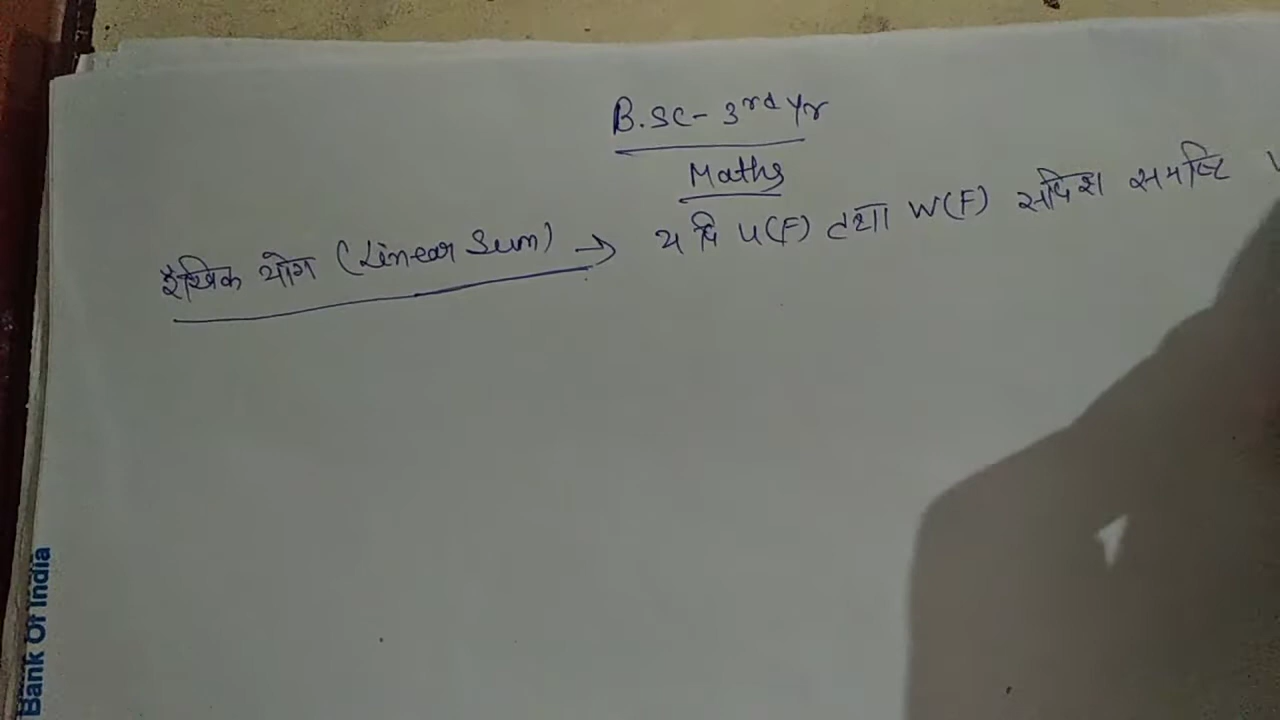 B.SC- 3rd Yr
Maths
रैखिक योग (Linear Sum) → यदि U(F) तथा W(F) सदिश समष्टि
Bank Of India